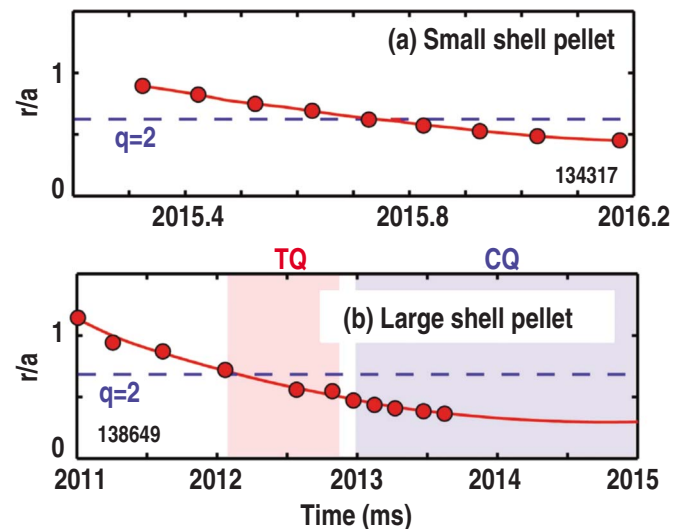 (a) Small shell pellet
r/a
1
0
q=2
134317
2015.4
2015.8
2016.2
TQ
CQ
(b) Large shell pellet
r/a
1
0
q=2
138649
2011
2012
2013
2014
2015
Time (ms)